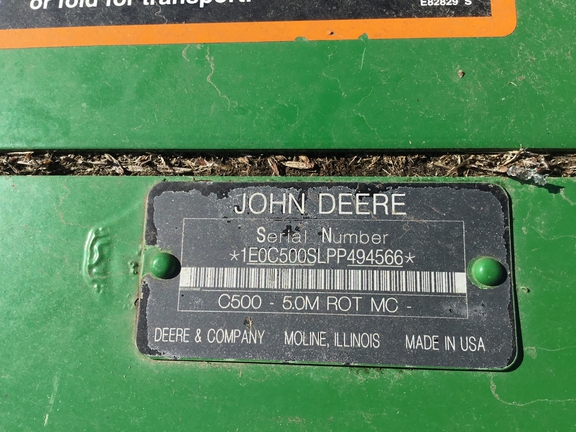 or fold for transport.
E82829 S
JOHN DEERE
Serial Number
*1E0C500SLPP494566*
C500 - 5.0M ROT MC -
DEERE & COMPANY MOLINE, ILLINOIS MADE IN USA